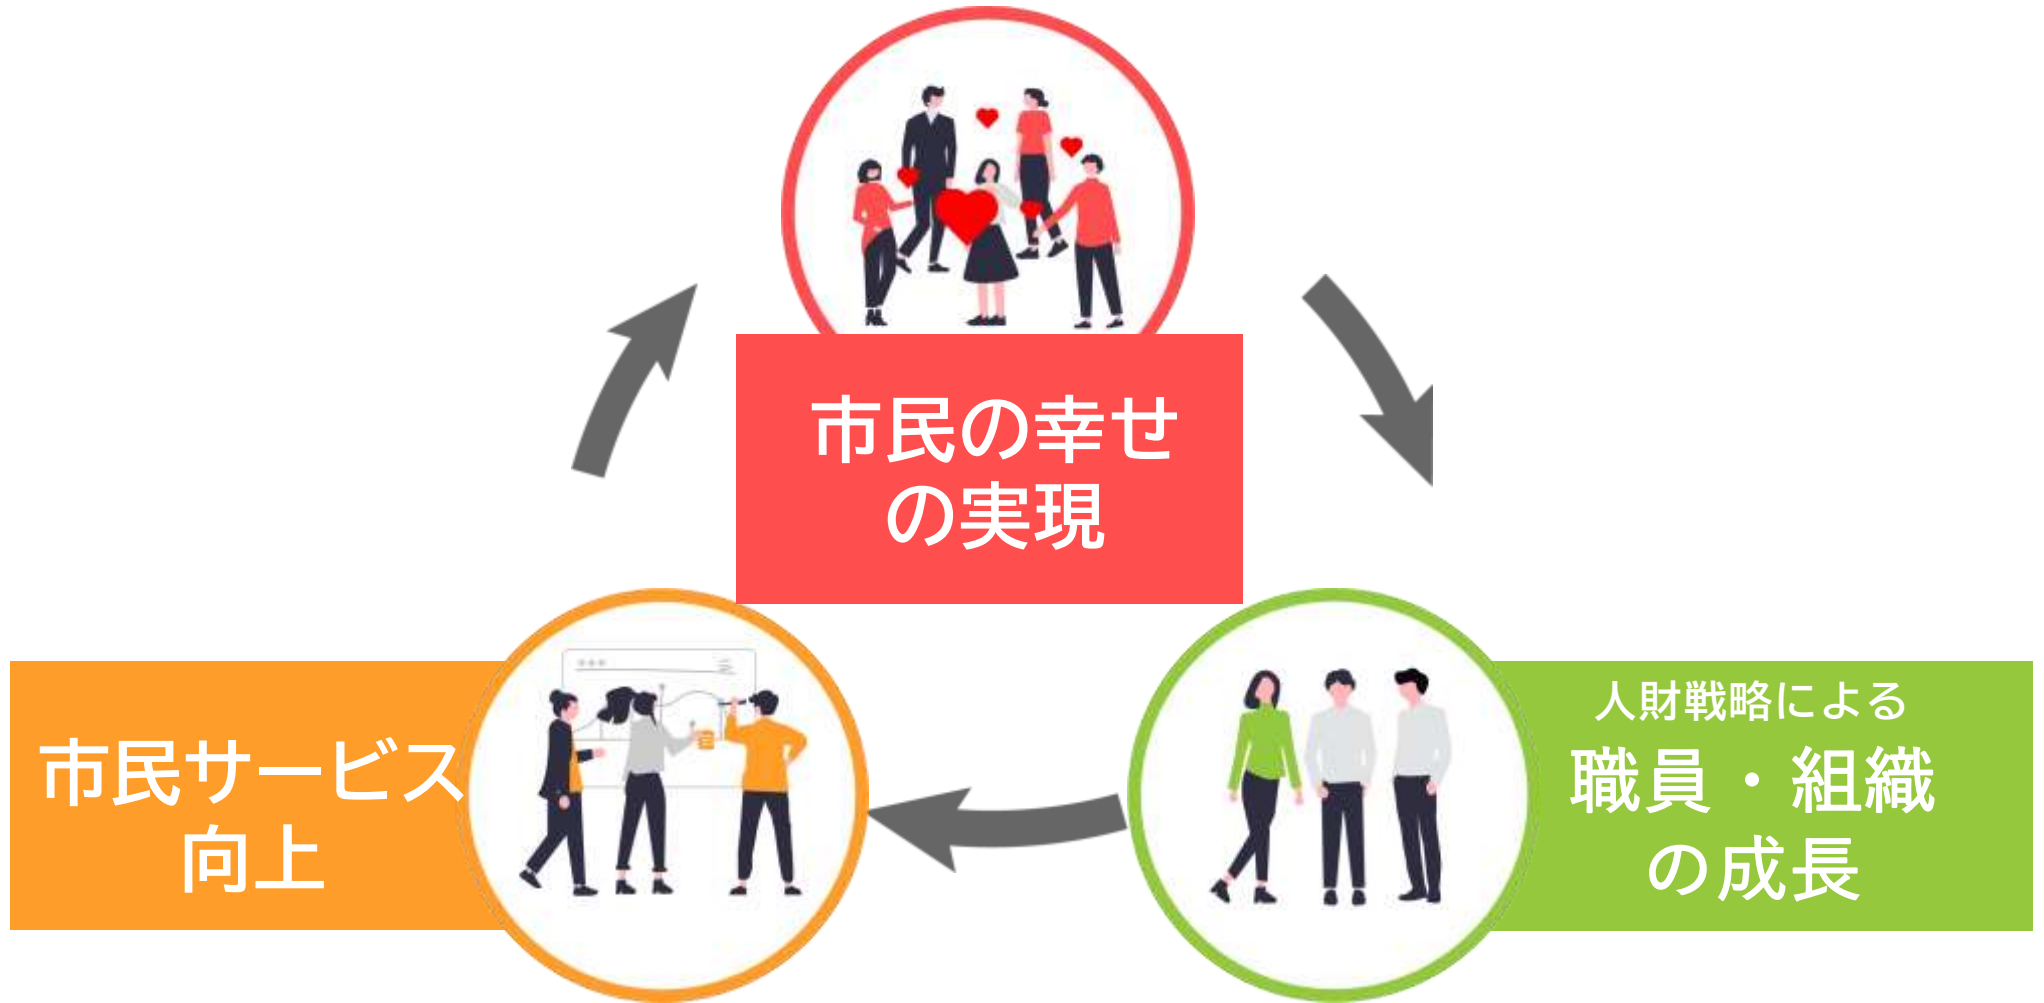 市民の幸せ
の実現
市民サービス
向上
人財戦略による
職員・組織
の成長